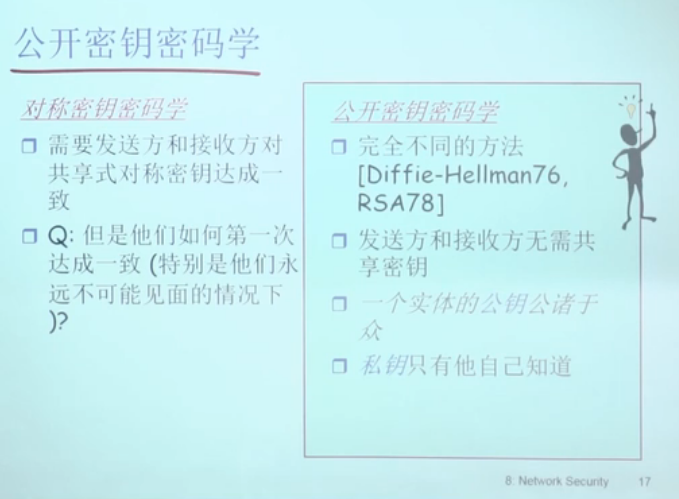 公开密钥密码学
对称密钥密码学
需要发送方和接收方对
共享式对称密钥达成一
致
Q: 但是他们如何第一次
达成一致 (特别是他们永
远不可能见面的情况下
)?
公开密钥密码学
完全不同的方法
[Diffie-Hellman76,
RSA78]
发送方和接收方无需共
享密钥
一个实体的公钥公诸于
众
私钥只有他自己知道
8: Network Security 17